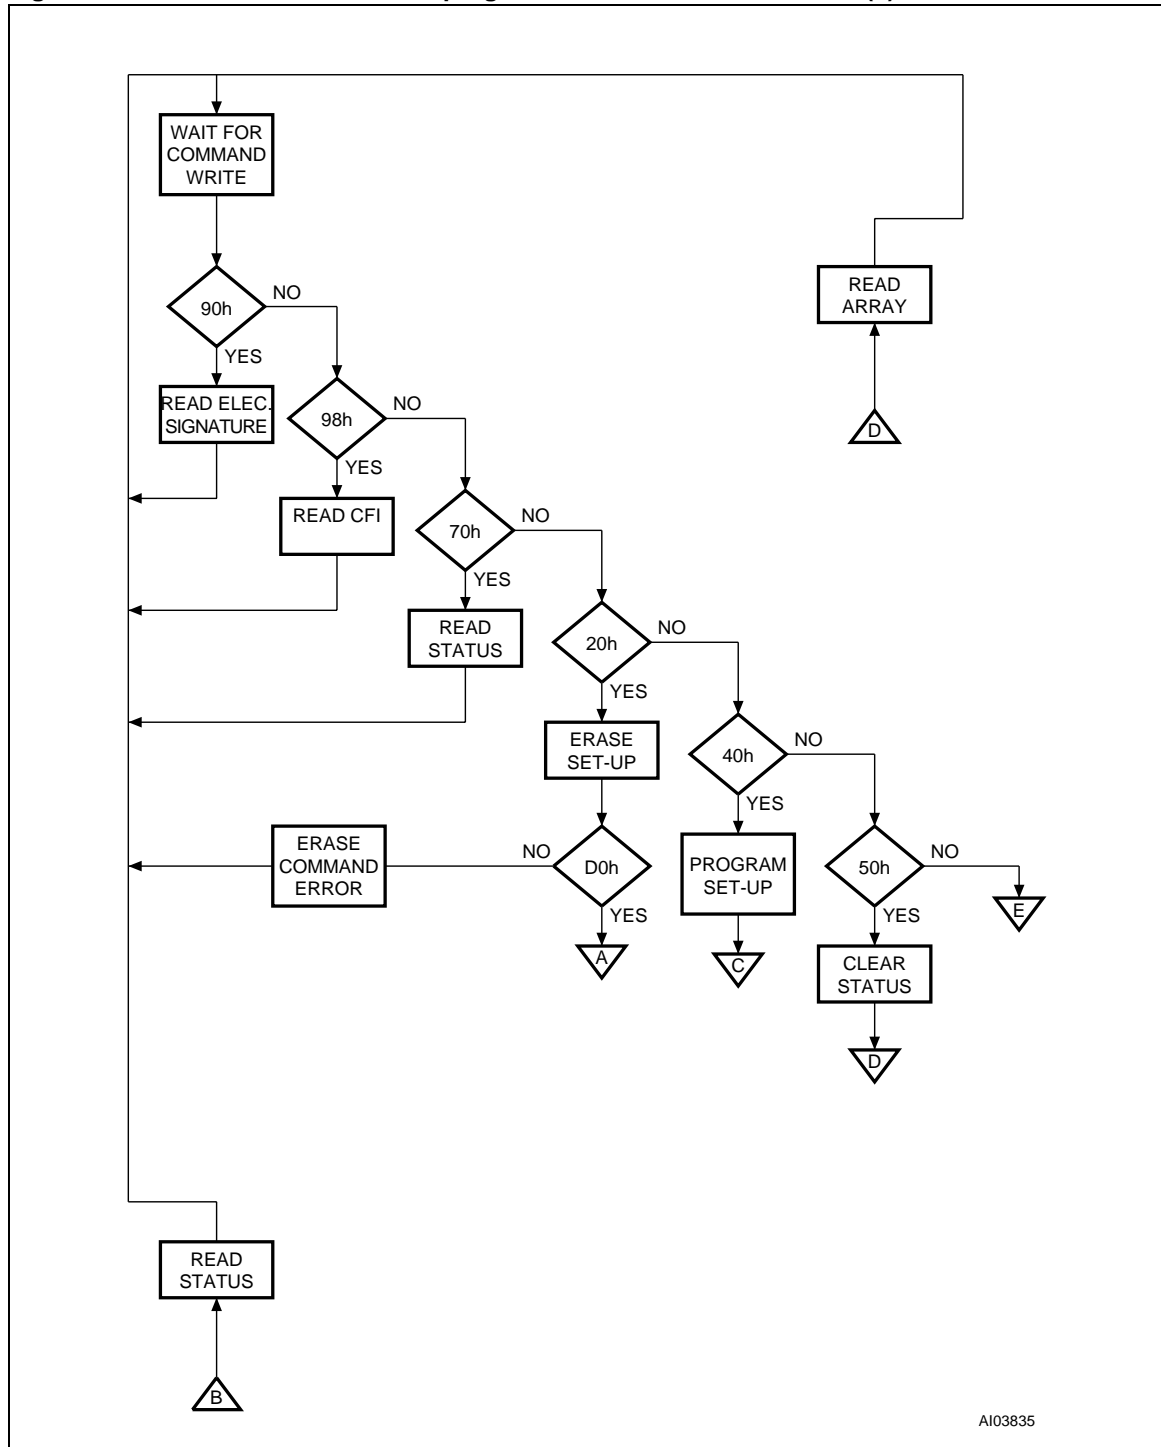 WAIT FOR
COMMAND
WRITE
90h
NO
YES
READ ELEC.
SIGNATURE
READ
ARRAY
D
98h
NO
YES
READ CFI
70h
NO
YES
READ
STATUS
20h
NO
YES
ERASE
SET-UP
40h
NO
YES
PROGRAM
SET-UP
C
ERASE
COMMAND
ERROR
NO
D0h
YES
A
50h
NO
E
YES
CLEAR
STATUS
D
READ
STATUS
B
AI03835